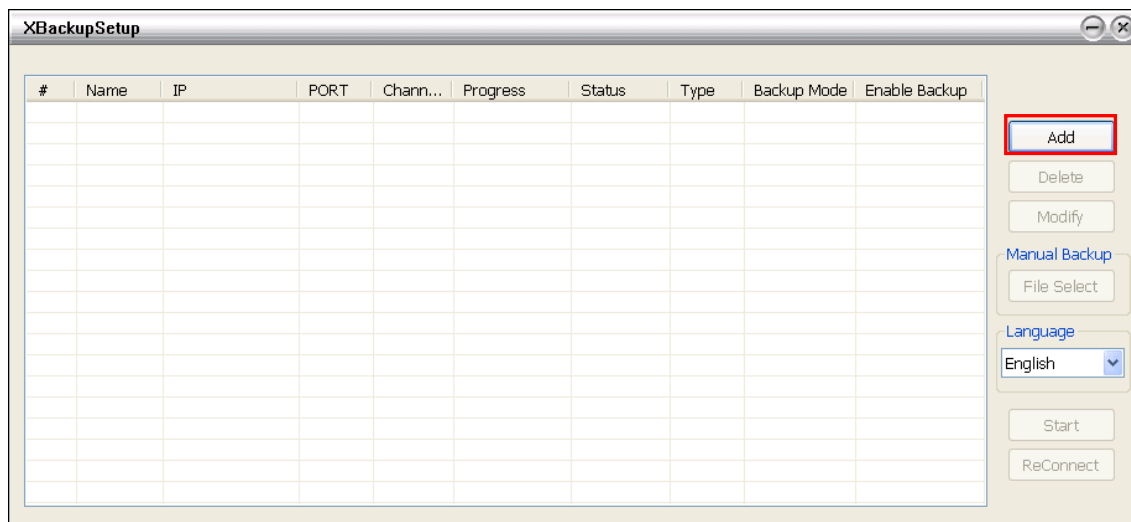 XBackupSetup
# Name IP PORT Chann... Progress Status Type Backup Mode Enable Backup
Add
Delete
Modify
Manual Backup
File Select
Language
English
Start
ReConnect